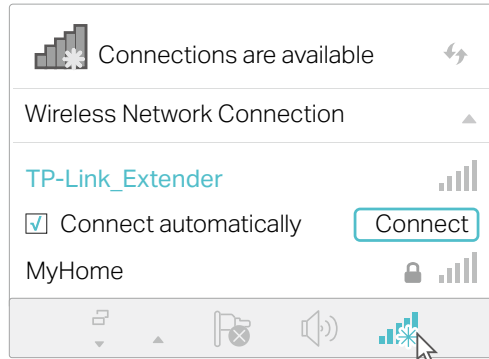 Connections are available
Wireless Network Connection
TP-Link_Extender
Connect automatically
Connect
MyHome